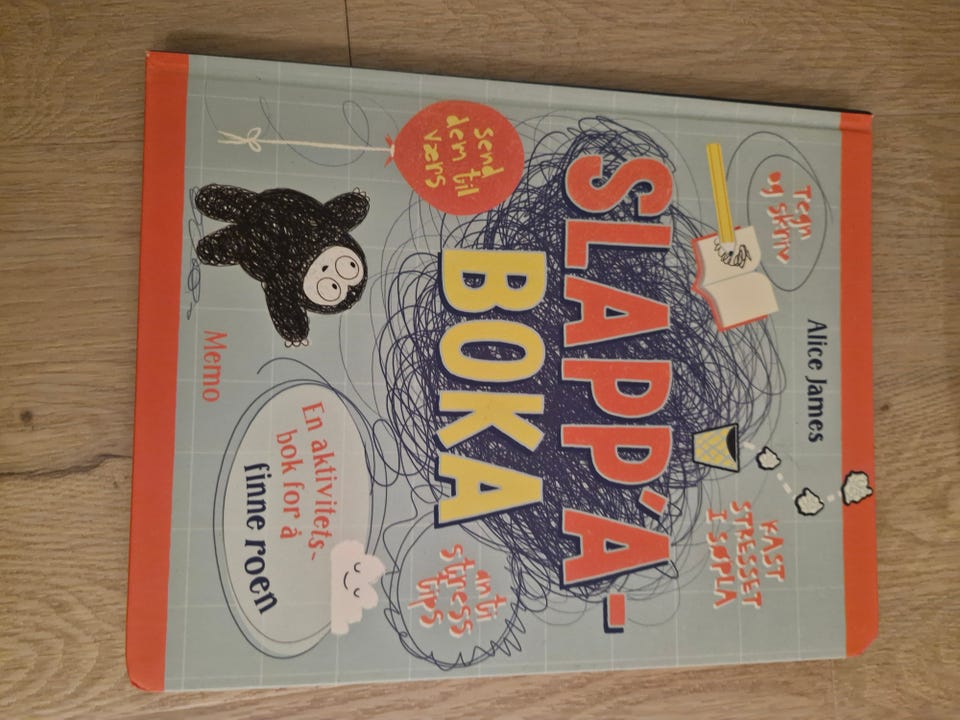 Alice James
Tegn
og skriv
KAST
STRESSET
I SØPLA
SLAPP'A-
BOKA
send
dem til
værs
anti
stress
tips
En aktivitets-
bok for å
finne roen
Memo